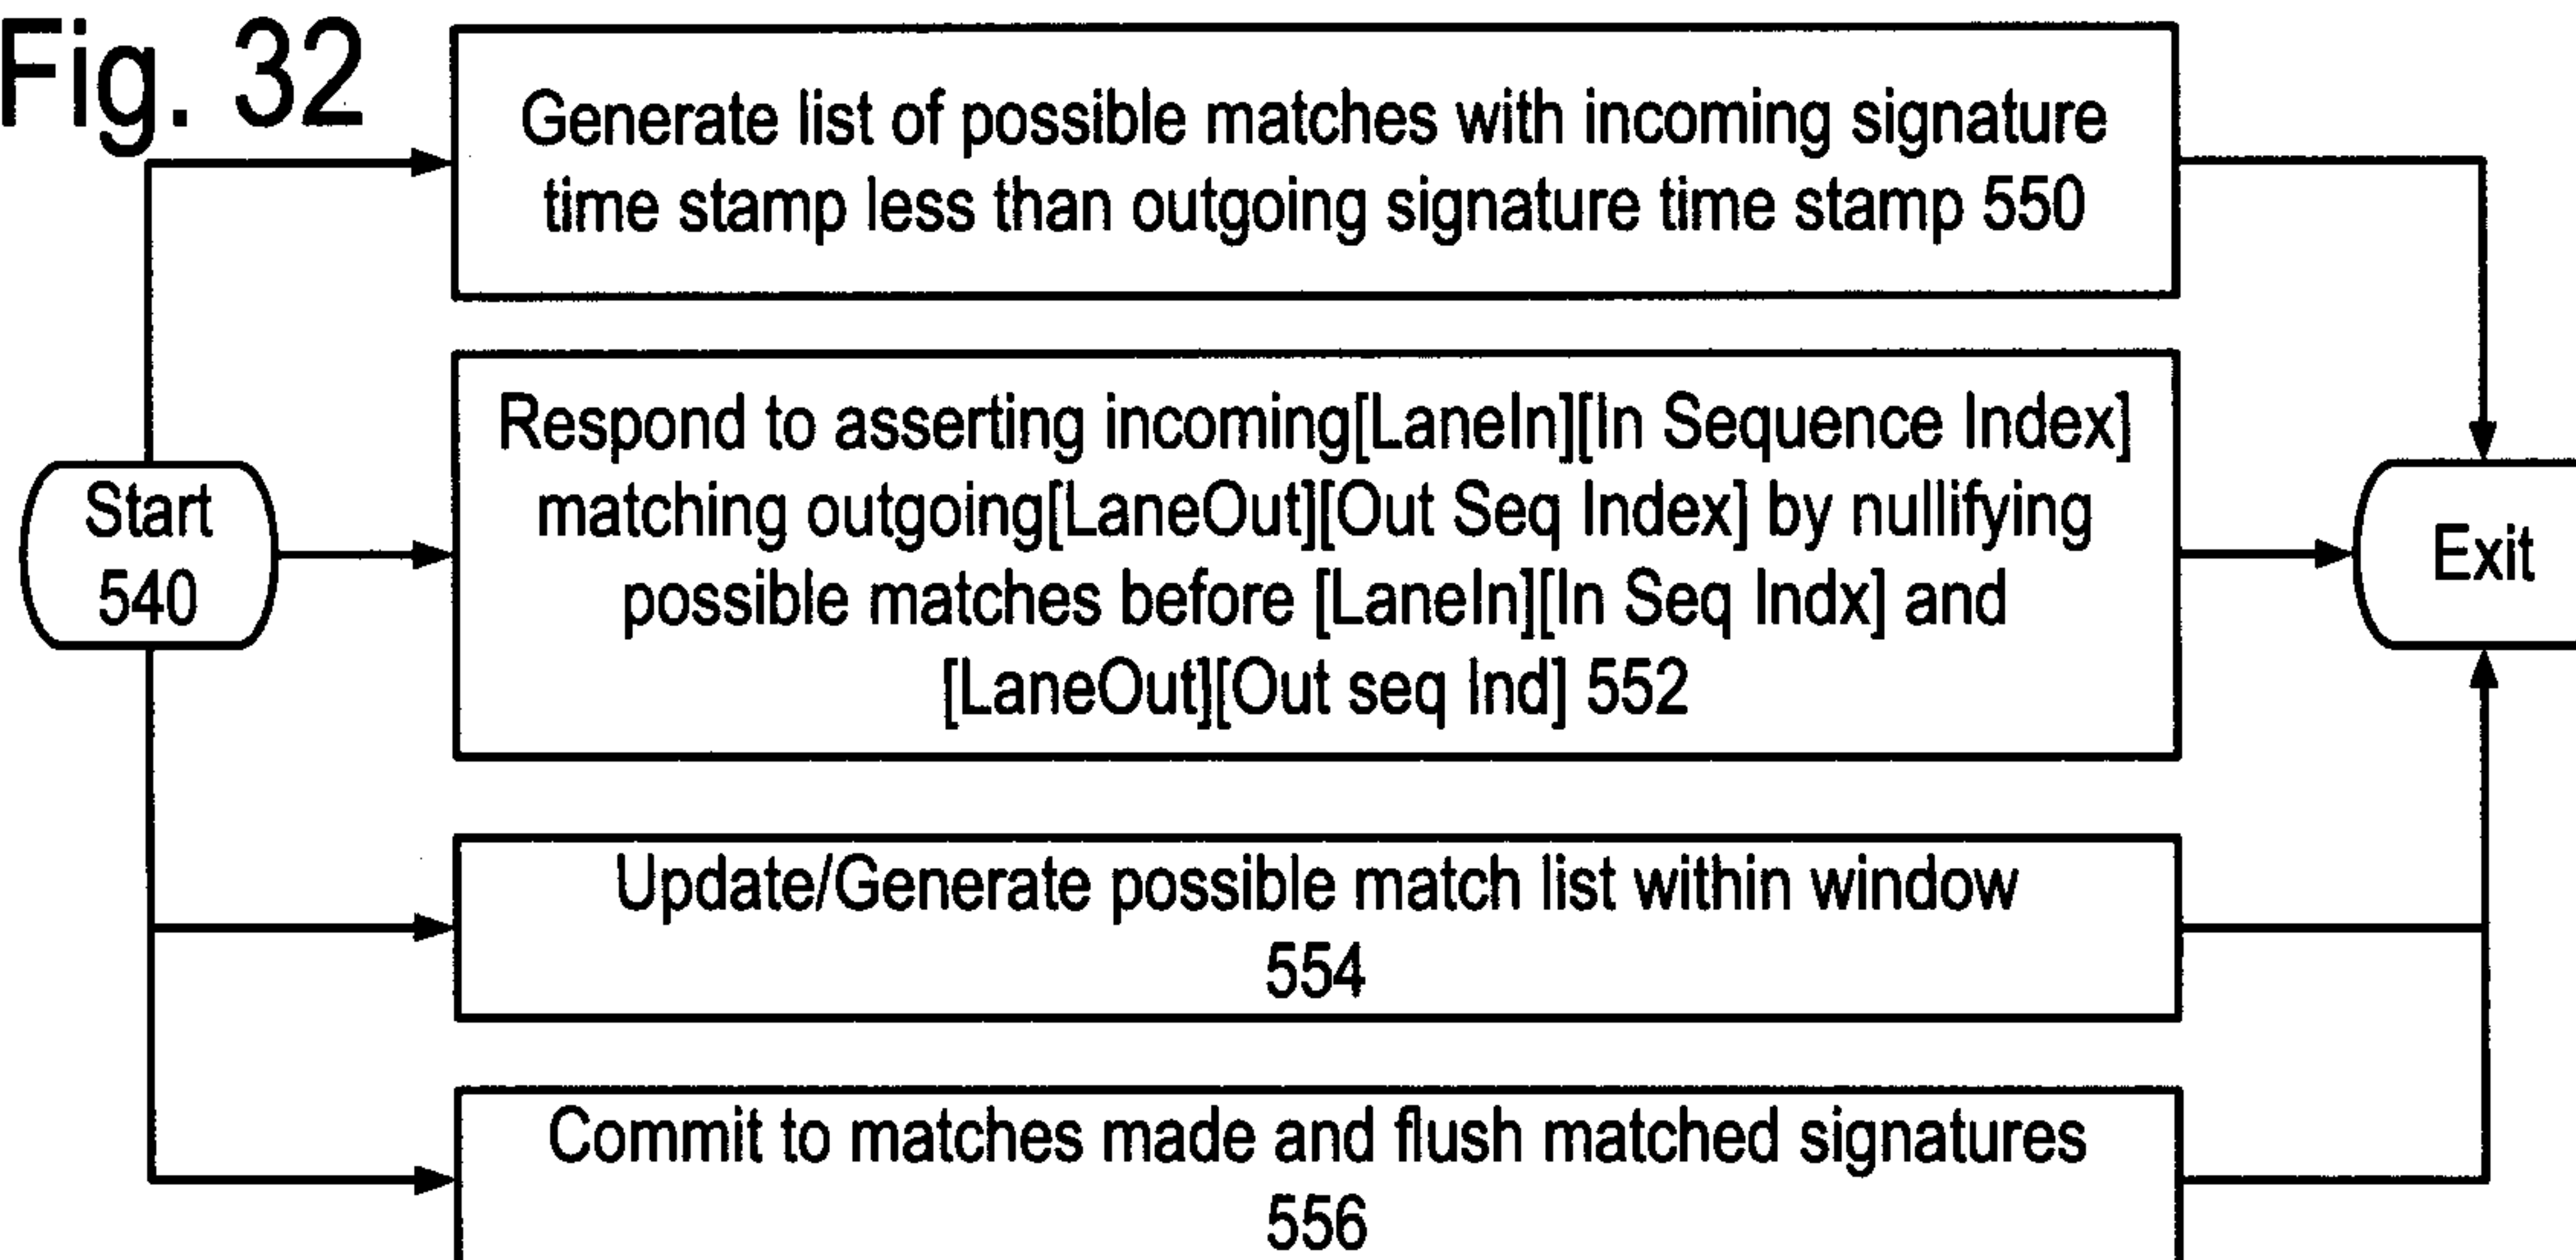 Fig. 32
Generate list of possible matches with incoming signature
time stamp less than outgoing signature time stamp 550
Start
540
Respond to asserting incoming[LaneIn][In Sequence Index]
matching outgoing[LaneOut][Out Seq Index] by nullifying
possible matches before [LaneIn][In Seq Indx] and
[LaneOut][Out seq Ind] 552
Exit
Update/Generate possible match list within window
554
Commit to matches made and flush matched signatures
556